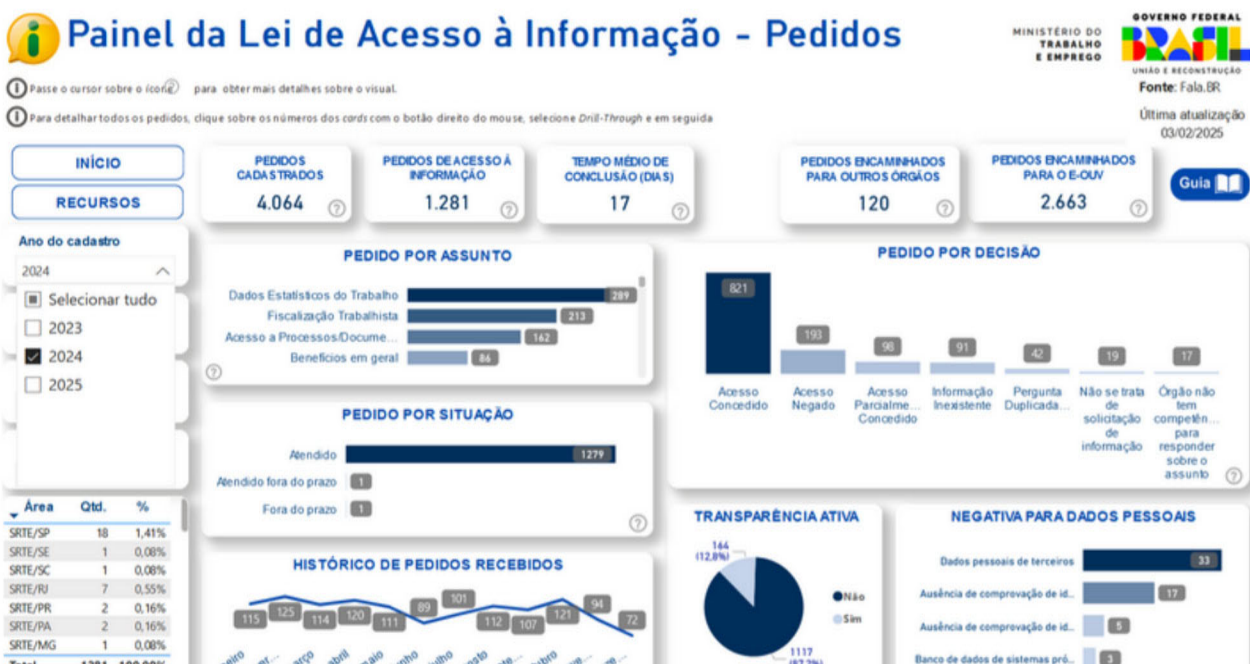 Painel da Lei de Acesso à Informação - Pedidos
MINISTÉRIO DO
TRABALHO
E EMPREGO
GOVERNO FEDERAL
BRASIL
UNIÃO E RECONSTRUÇÃO
Passe o cursor sobre o ícone para obter mais detalhes sobre o visual.
Fonte: Fala.BR
Para detalhar todos os pedidos, clique sobre os números dos cards com o botão direito do mouse, selecione Drill-Through e em seguida
Última atualização
03/02/2025
INÍCIO
RECURSOS
PEDIDOS
CADASTRADOS
4.064
PEDIDOS DE ACESSO À
INFORMAÇÃO
1.281
TEMPO MÉDIO DE
CONCLUSÃO (DIAS)
17
PEDIDOS ENCAMINHADOS
PARA OUTROS ÓRGÃOS
120
PEDIDOS ENCAMINHADOS
PARA O E-OUV
2.663
Guia
Ano do cadastro
2024
Selecionar tudo
2023
2024
2025
PEDIDO POR ASSUNTO
Dados Estatísticos do Trabalho 289
Fiscalização Trabalhista 213
Acesso a Processos/Docume... 162
Benefícios em geral 86
PEDIDO POR DECISÃO
821 193 98 91 42 19 17
Acesso
Concedido
Acesso
Negado
Acesso
Parcialme...
Concedido
Informação
Inexistente
Pergunta
Duplicada...
Não se trata
de
solicitação
de
informação
Órgão não
tem
competên...
para
responder
sobre o
assunto
PEDIDO POR SITUAÇÃO
Atendido 1279
Atendido fora do prazo 1
Fora do prazo 1
Área Qtd. %
SRTE/SP 18 1,41%
SRTE/SE 1 0,08%
SRTE/SC 1 0,08%
SRTE/RJ 7 0,55%
SRTE/PR 2 0,16%
SRTE/PA 2 0,16%
SRTE/MG 1 0,08%
Total 1281 100,00%
HISTÓRICO DE PEDIDOS RECEBIDOS
115 125 114 120 111 89 101 112 107 121 94 72
TRANSPARÊNCIA ATIVA
164
(12,8%)
Não
Sim
1117
(87,2%)
NEGATIVA PARA DADOS PESSOAIS
Dados pessoais de terceiros 33
Ausência de comprovação de id... 17
Ausência de comprovação de id... 5
Banco de dados de sistemas pró... 3